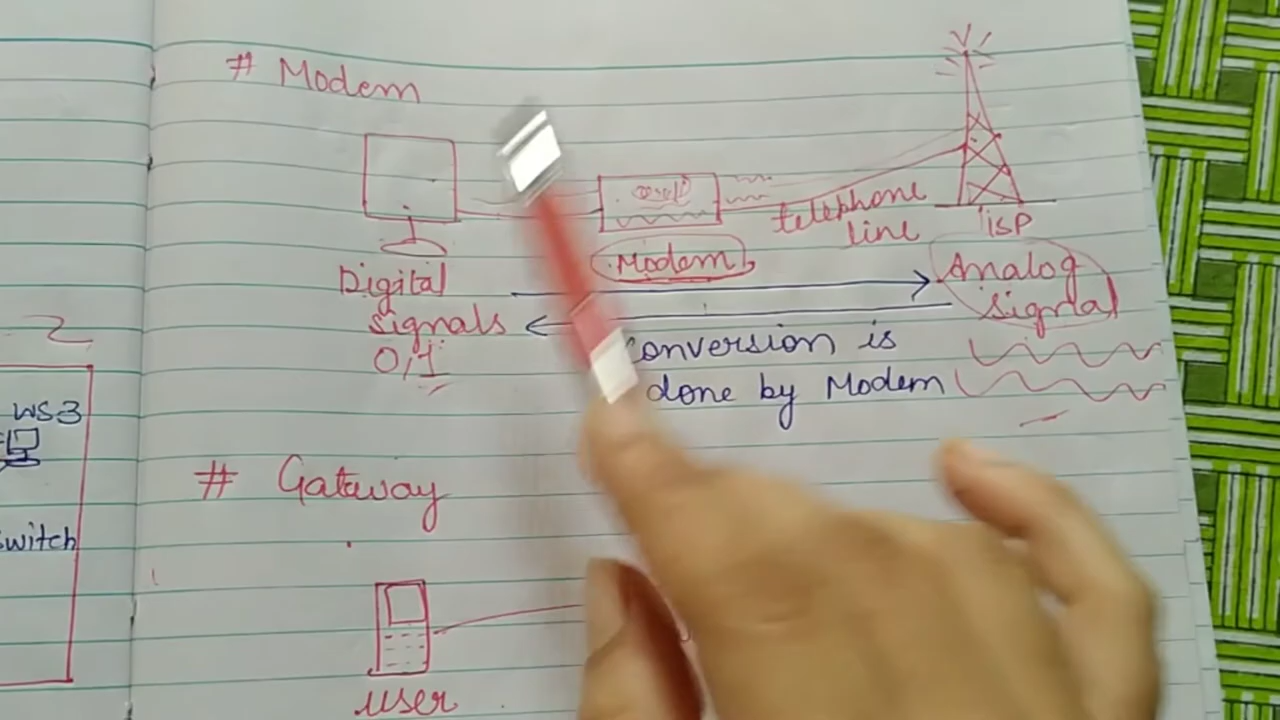 # Modem
telephone
line
ISP
Modem
Digital
signals
0/1
Analog
signal
conversion is
done by Modem
WS3
switch
# Gateway
user